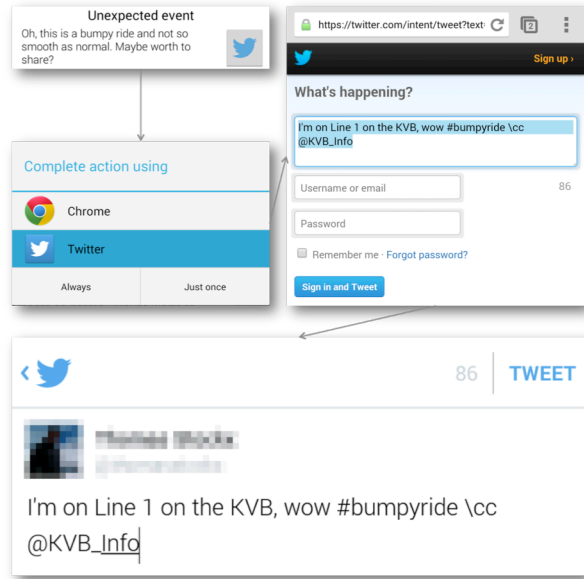 Unexpected event
Oh, this is a bumpy ride and not so
smooth as normal. Maybe worth to
share?
Complete action using
Chrome
Twitter
Always Just once
https://twitter.com/intent/tweet?text 2
Sign up ›
What's happening?
I'm on Line 1 on the KVB, wow #bumpyride \cc
@KVB_Info
Username or email 86
Password
Remember me · Forgot password?
Sign in and Tweet
86 TWEET
I'm on Line 1 on the KVB, wow #bumpyride \cc
@KVB_Info